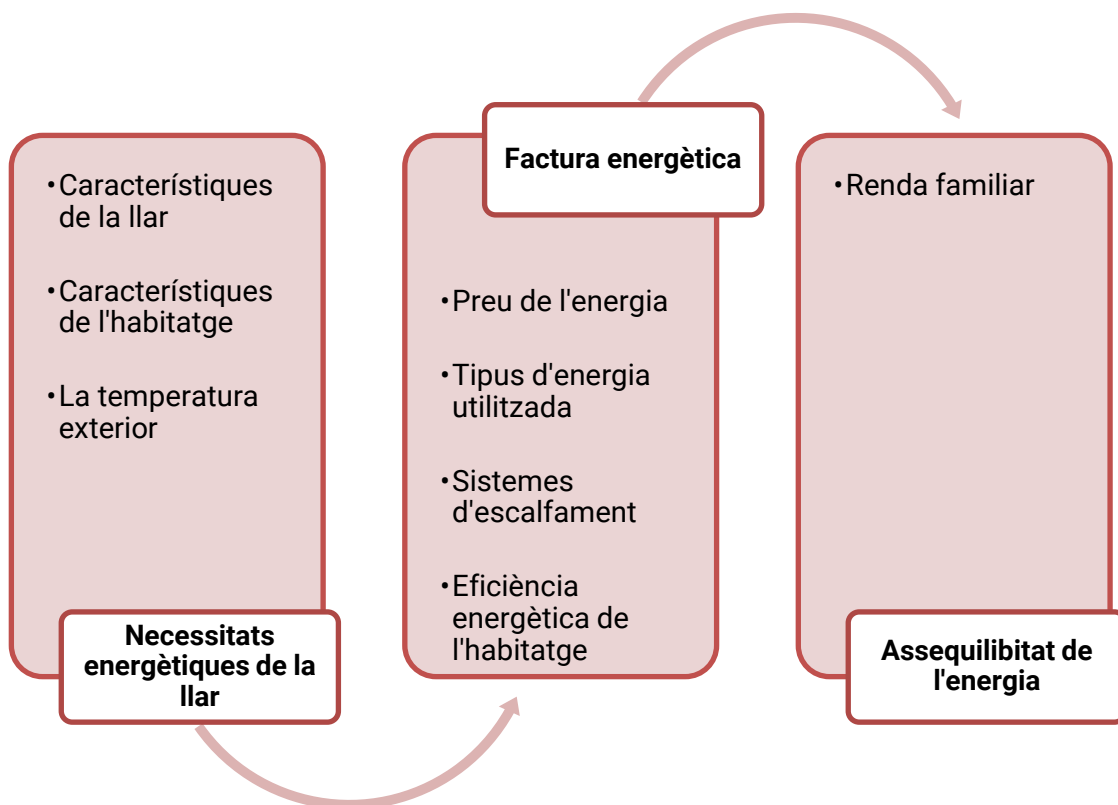 •Característiques
de la llar
•Característiques
de l'habitatge
•La temperatura
exterior
Necessitats
energètiques de la
llar
Factura energètica
•Preu de l'energia
•Tipus d'energia
utilitzada
•Sistemes
d'escalfament
•Eficiència
energètica de
l'habitatge
•Renda familiar
Assequilibitat de
l'energia